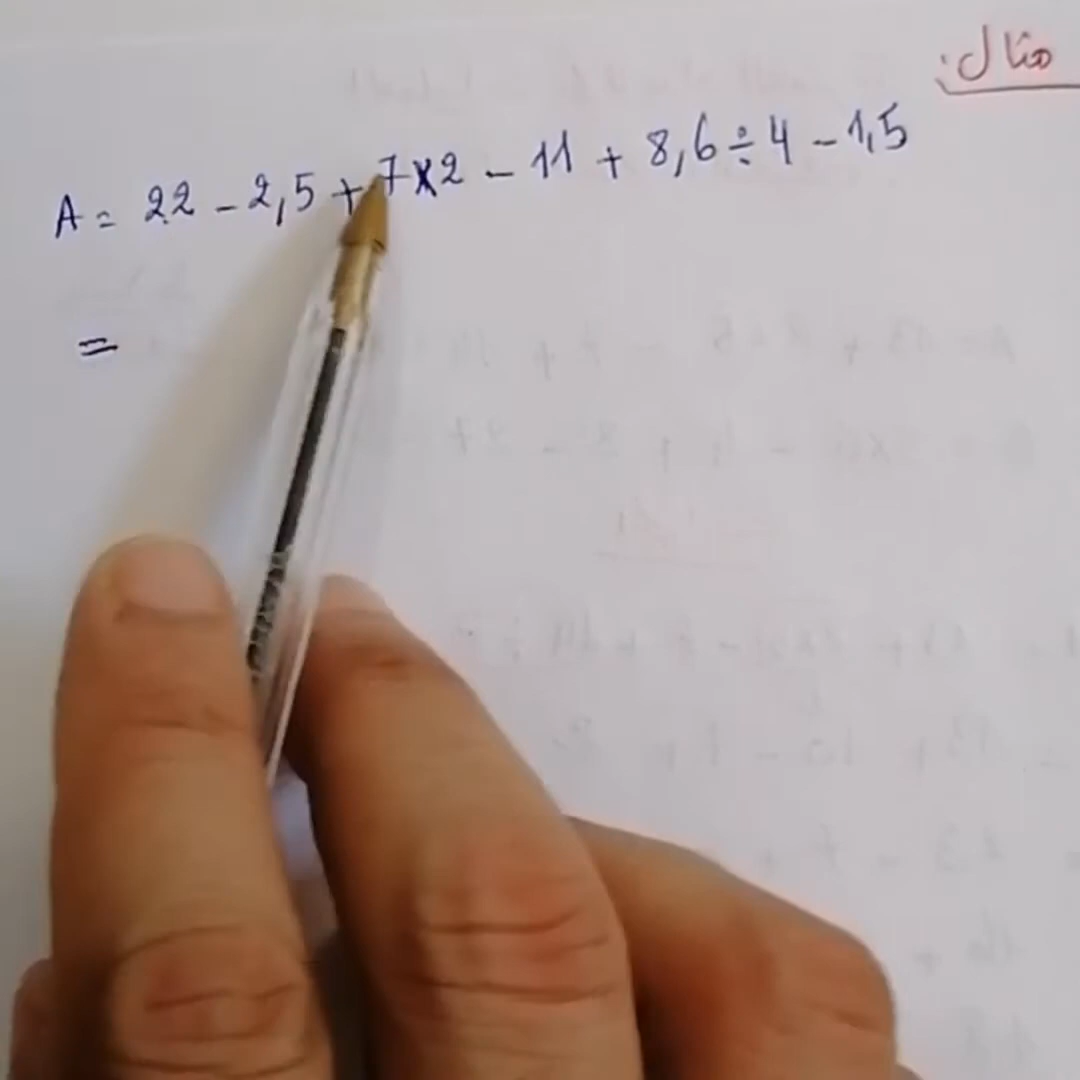 مثال:
A = 22 - 2,5 + 7×2 - 11 + 8,6 ÷ 4 - 1,5
=